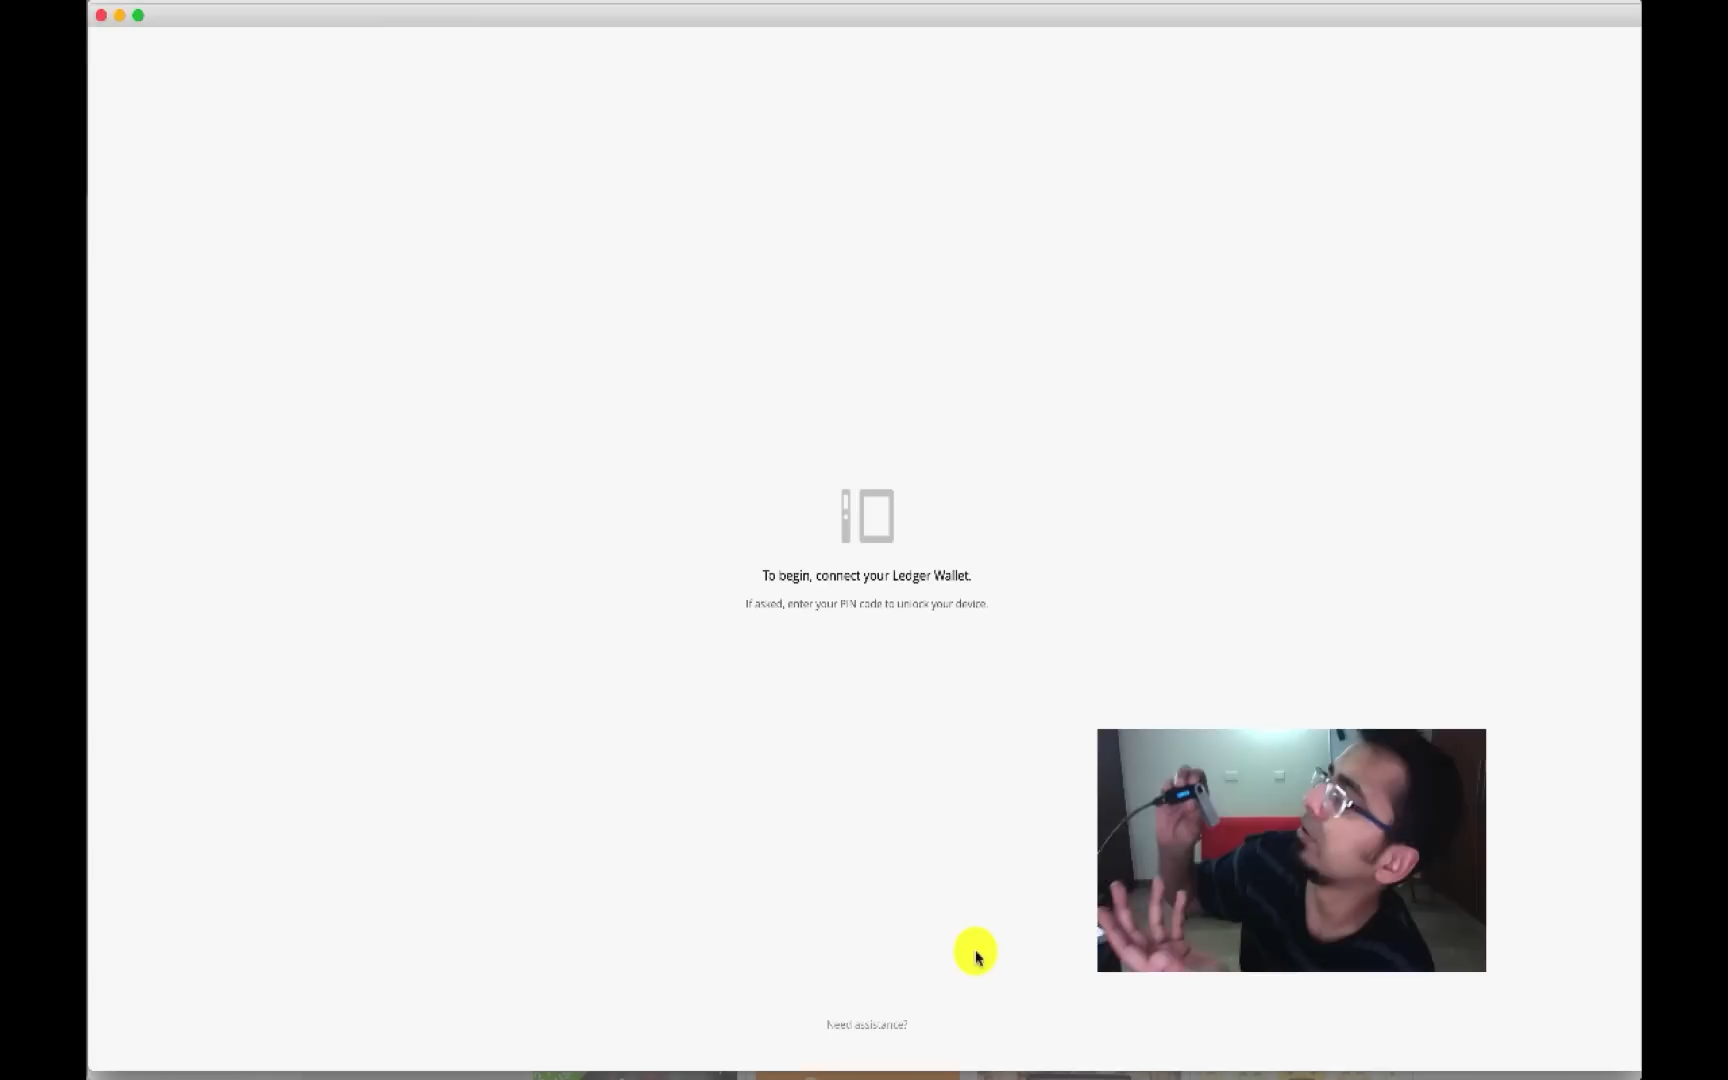 To begin, connect your Ledger Wallet.
If asked, enter your PIN code to unlock your device.
Need assistance?